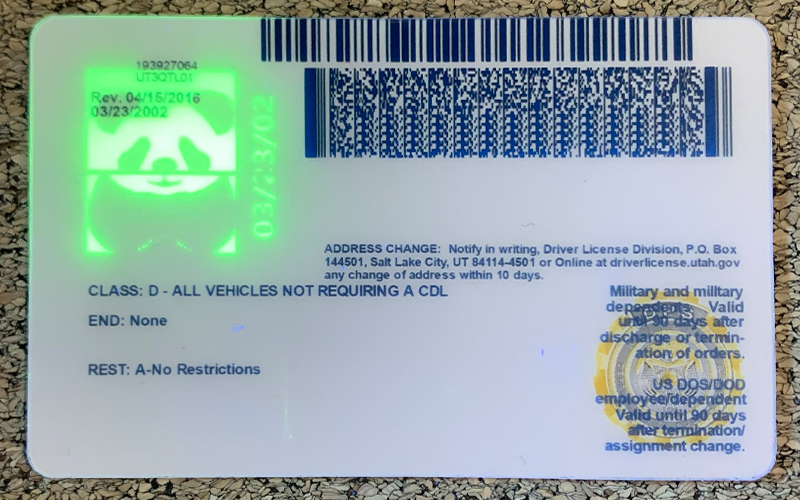 193927064
UT3QTL01
Rev. 04/15/2016
03/23/2002
03/23/02
ADDRESS CHANGE: Notify in writing, Driver License Division, P.O. Box
144501, Salt Lake City, UT 84114-4501 or Online at driverlicense.utah.gov
any change of address within 10 days.
CLASS: D - ALL VEHICLES NOT REQUIRING A CDL
END: None
REST: A-No Restrictions
Military and military
dependents: Valid
until 90 days after
discharge or termin-
ation of orders.
US DOS/DOD
employee/dependent
Valid until 90 days
after termination/
assignment change.